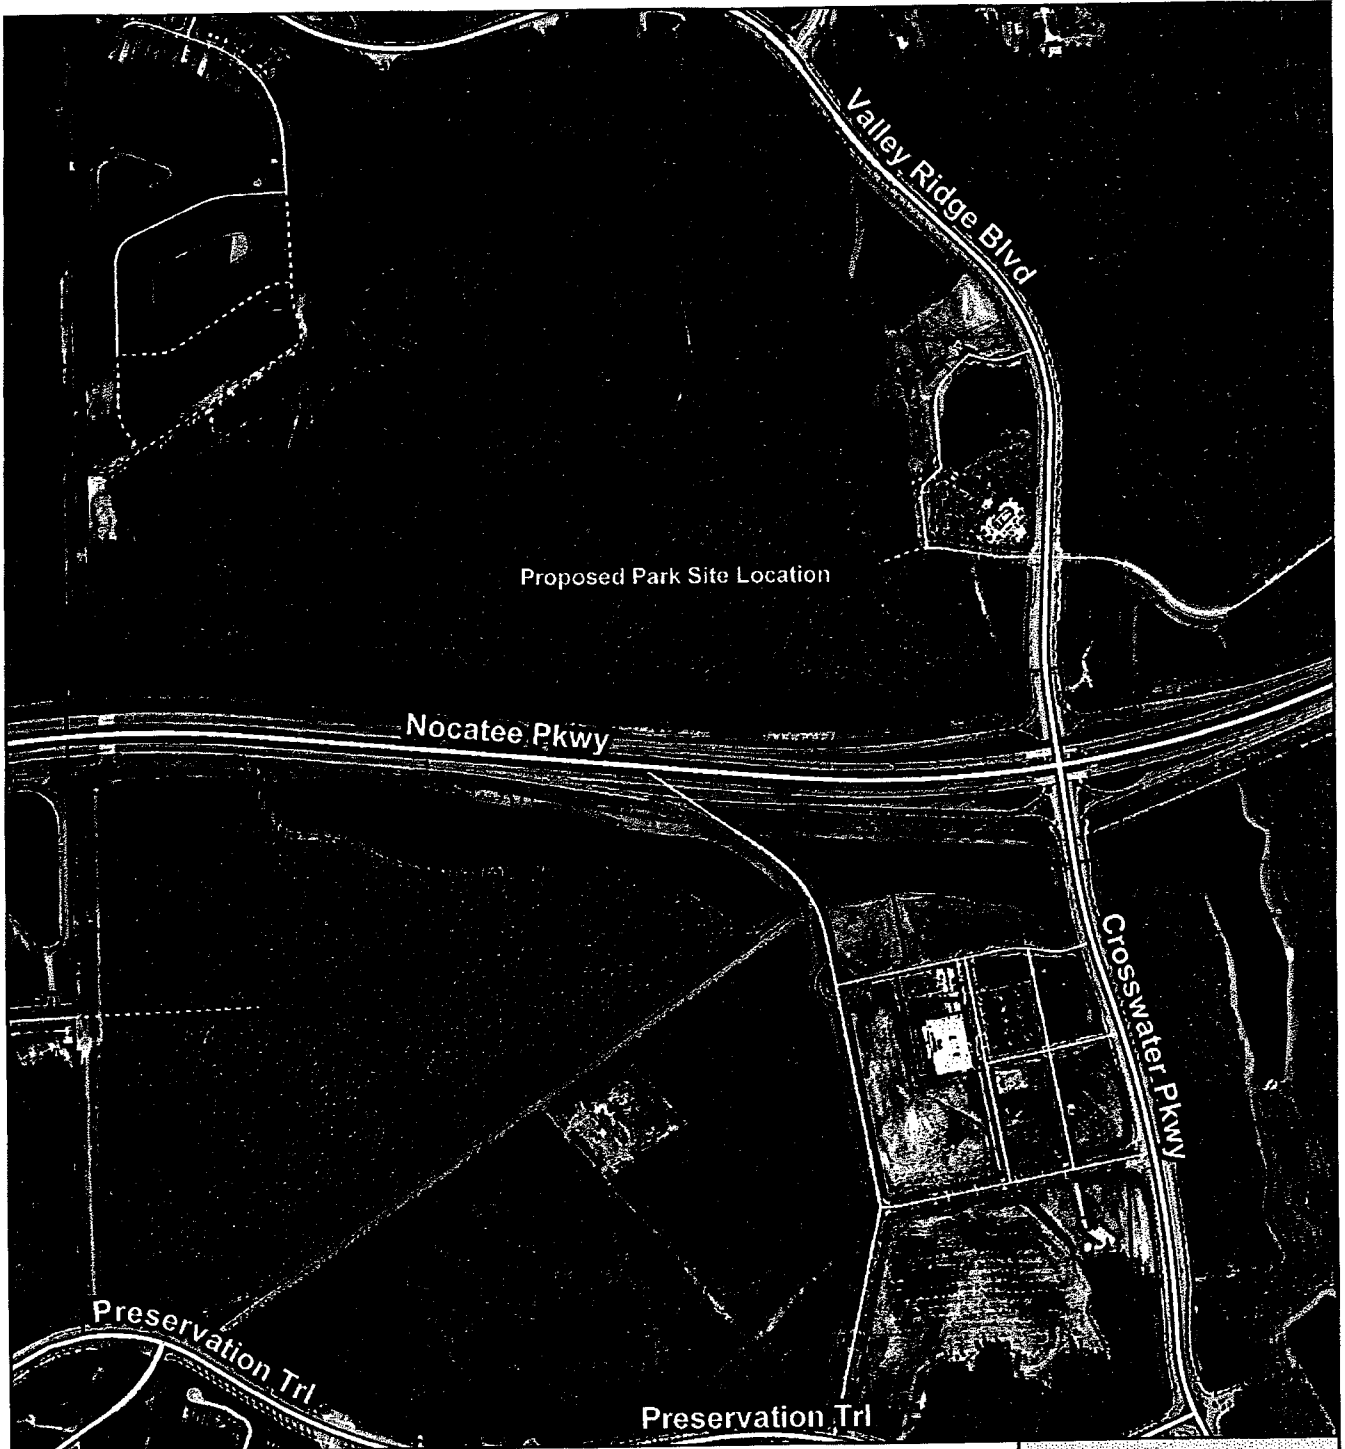 Valley Ridge Blvd
Proposed Park Site Location
Nocatee Pkwy
Crosswater Pkwy
Preservation Trl
Preservation Trl